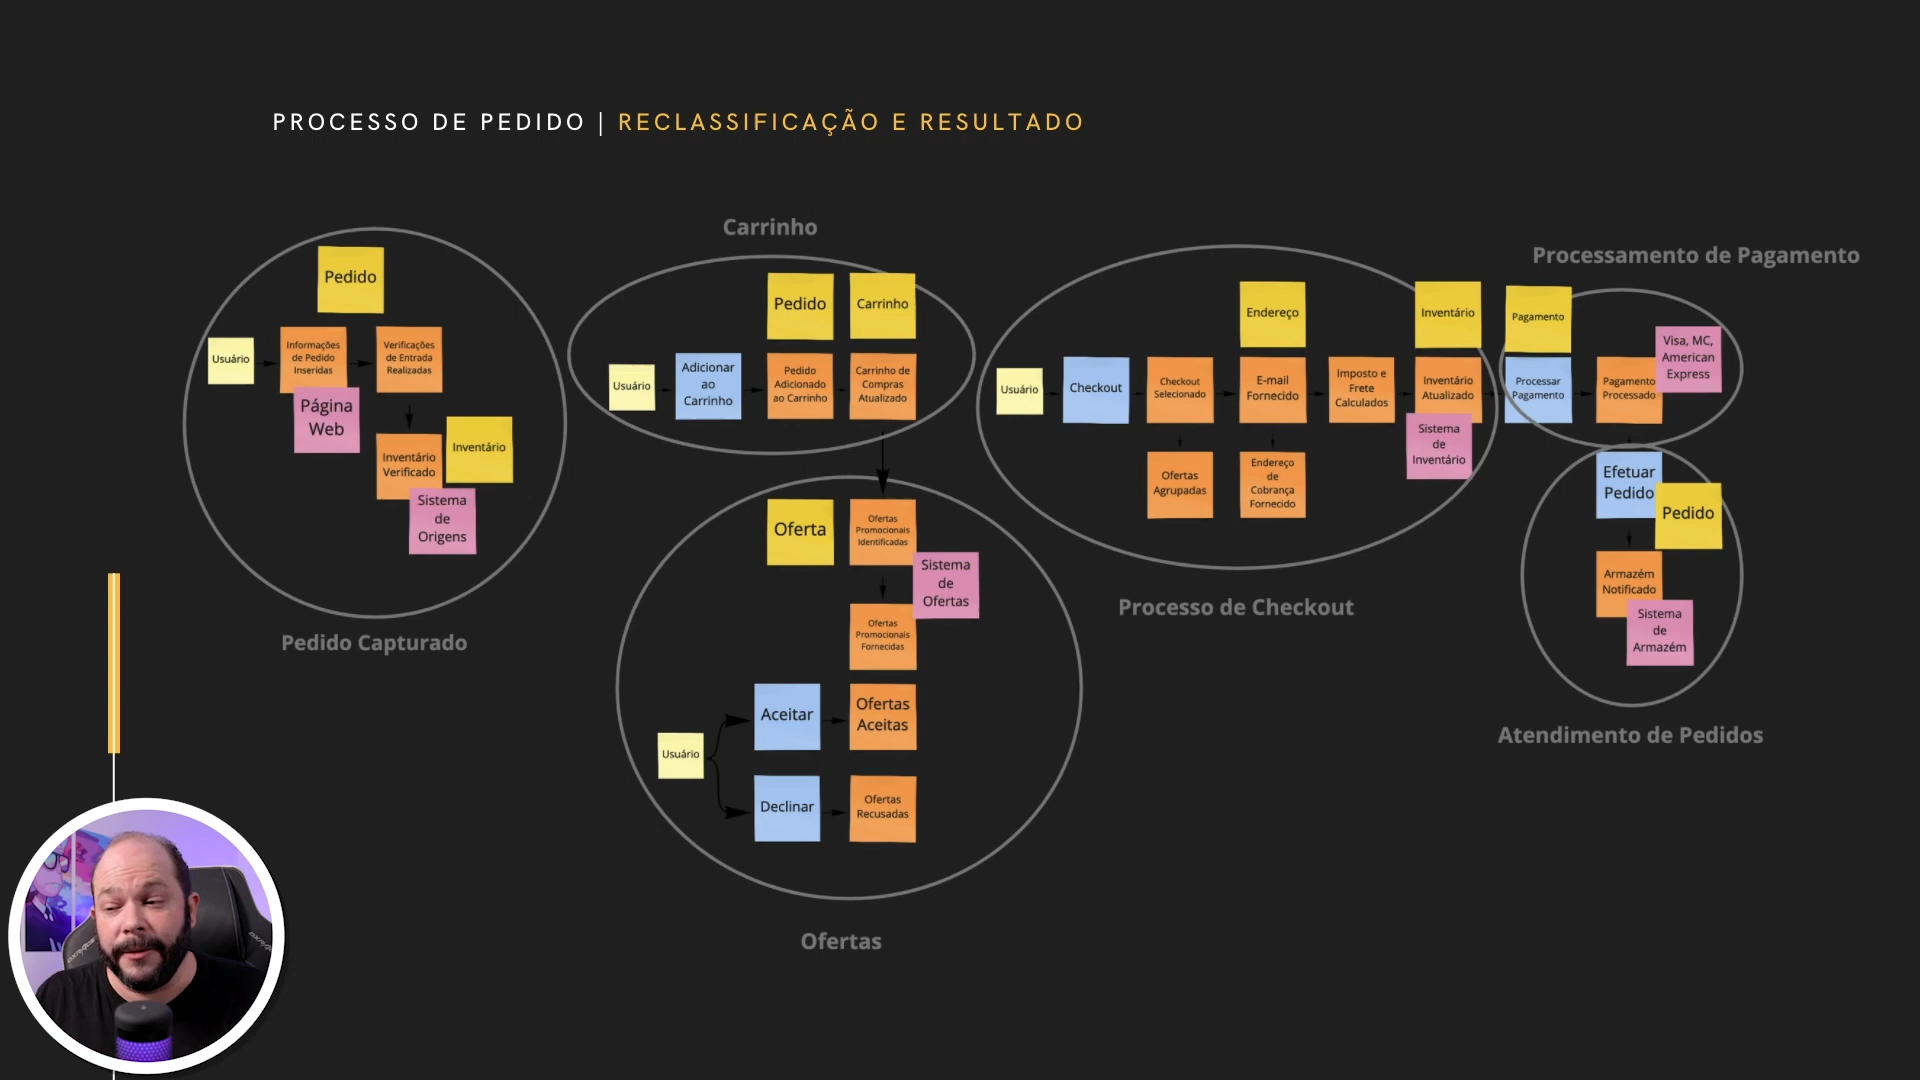 PROCESSO DE PEDIDO | RECLASSIFICAÇÃO E RESULTADO
Pedido
Usuário
Informações
de Pedido
Inseridas
Verificações
de Entrada
Realizadas
Página
Web
Inventário
Verificado
Inventário
Sistema
de
Origens
Pedido Capturado
Carrinho
Pedido
Carrinho
Usuário
Adicionar
ao
Carrinho
Pedido
Adicionado
ao Carrinho
Carrinho de
Compras
Atualizado
Oferta
Ofertas
Promocionais
Identificadas
Sistema
de
Ofertas
Ofertas
Promocionais
Fornecidas
Usuário
Aceitar
Ofertas
Aceitas
Declinar
Ofertas
Recusadas
Ofertas
Endereço
Inventário
Usuário
Checkout
Checkout
Selecionado
E-mail
Fornecido
Imposto e
Frete
Calculados
Inventário
Atualizado
Sistema
de
Inventário
Ofertas
Agrupadas
Endereço
de
Cobrança
Fornecido
Processo de Checkout
Processamento de Pagamento
Pagamento
Processar
Pagamento
Pagamento
Processado
Visa, MC,
American
Express
Efetuar
Pedido
Pedido
Armazém
Notificado
Sistema
de
Armazém
Atendimento de Pedidos